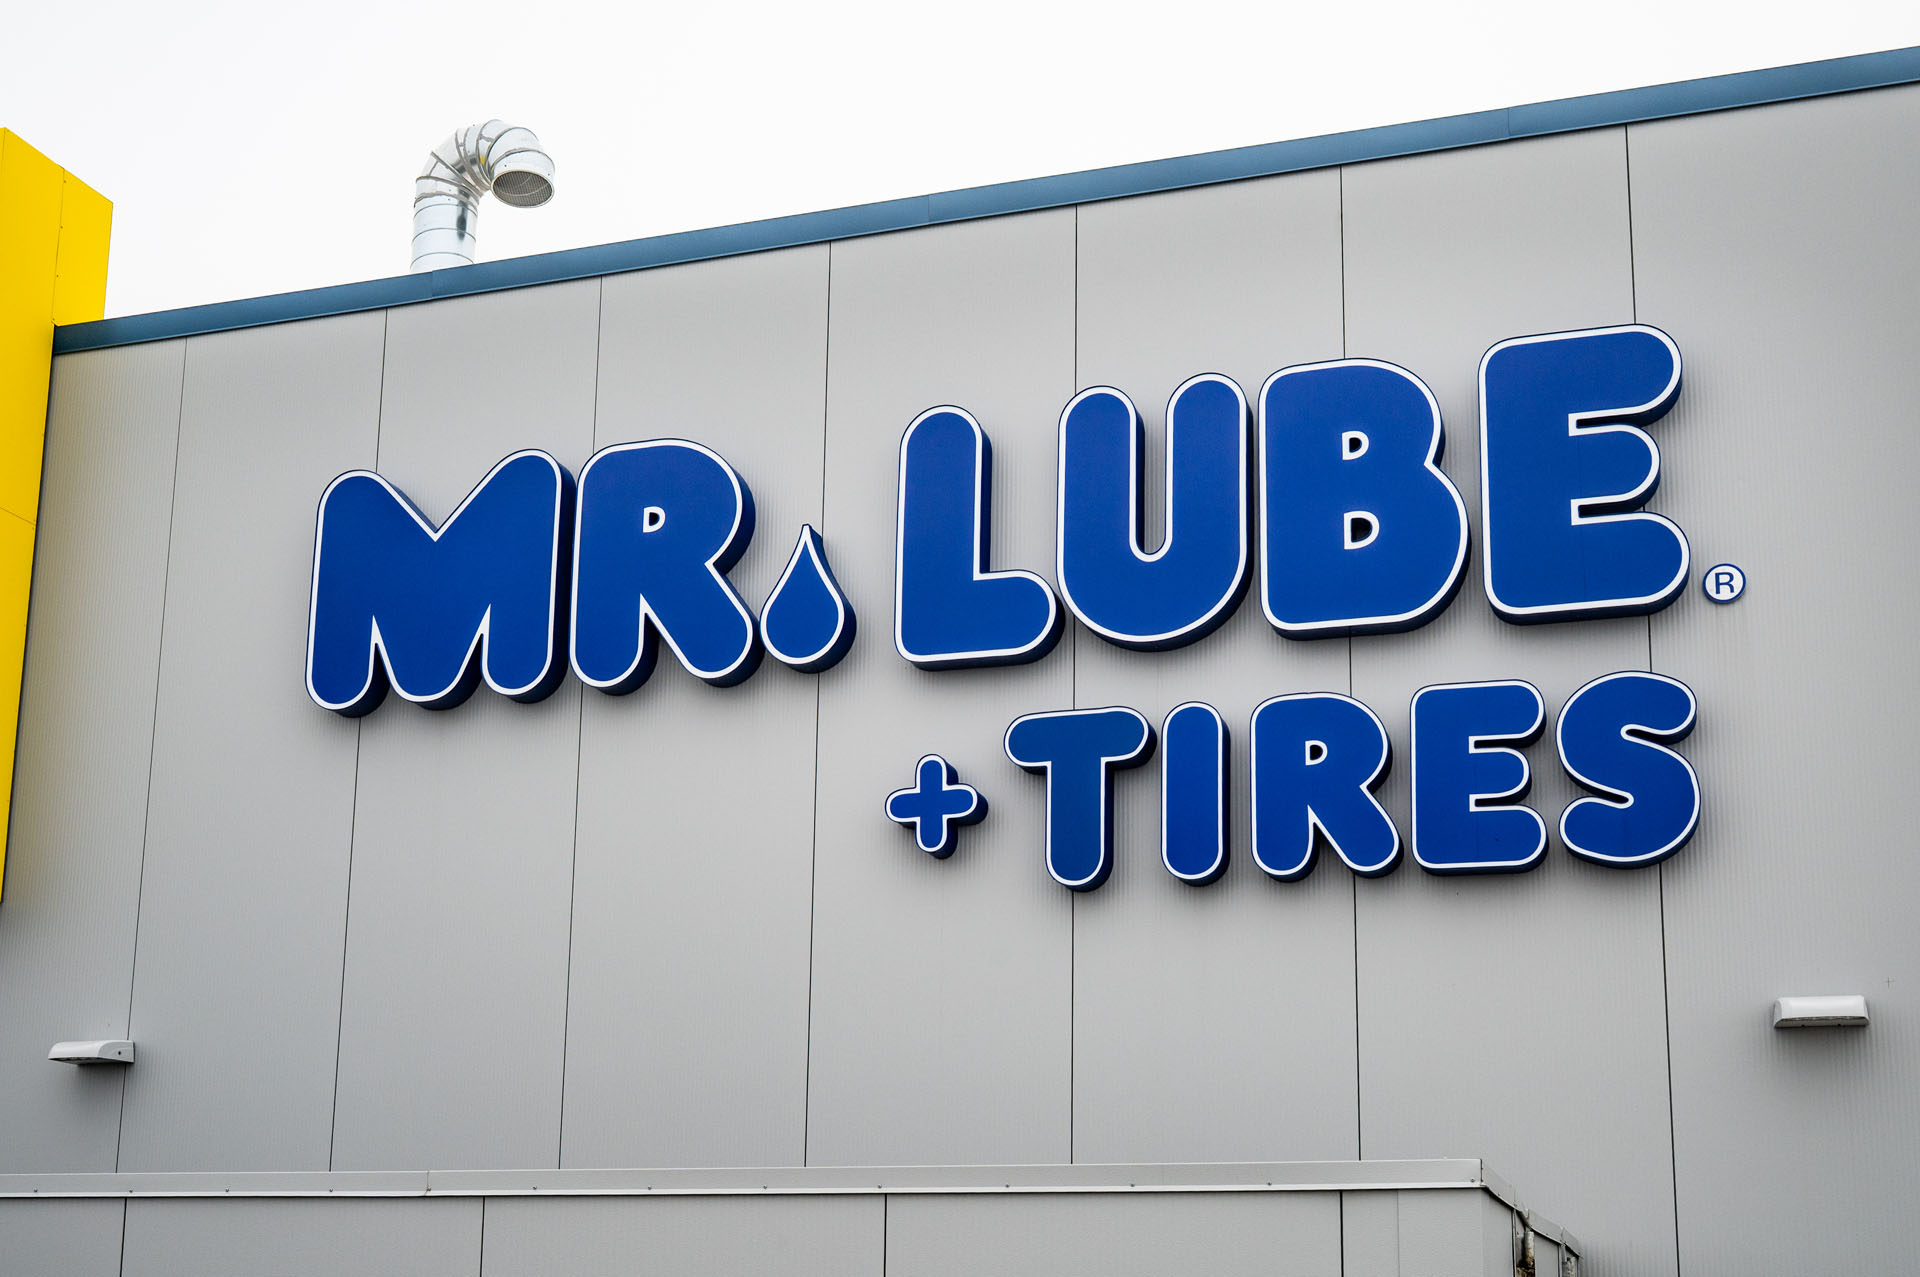 MR. LUBE®
+ TIRES